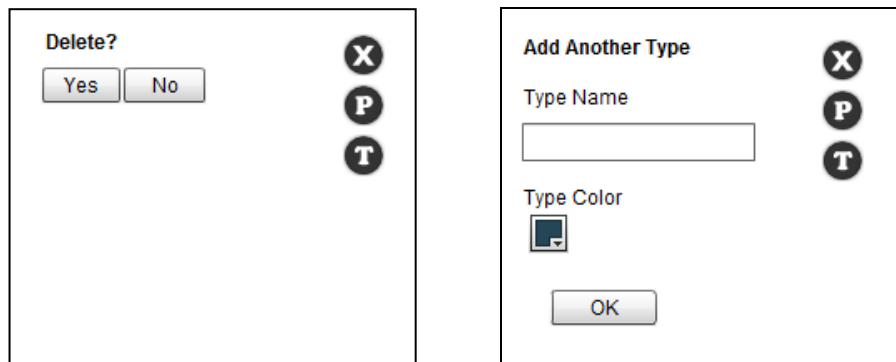 Delete?
Yes No
X
P
T
Add Another Type
Type Name
Type Color
OK
X
P
T